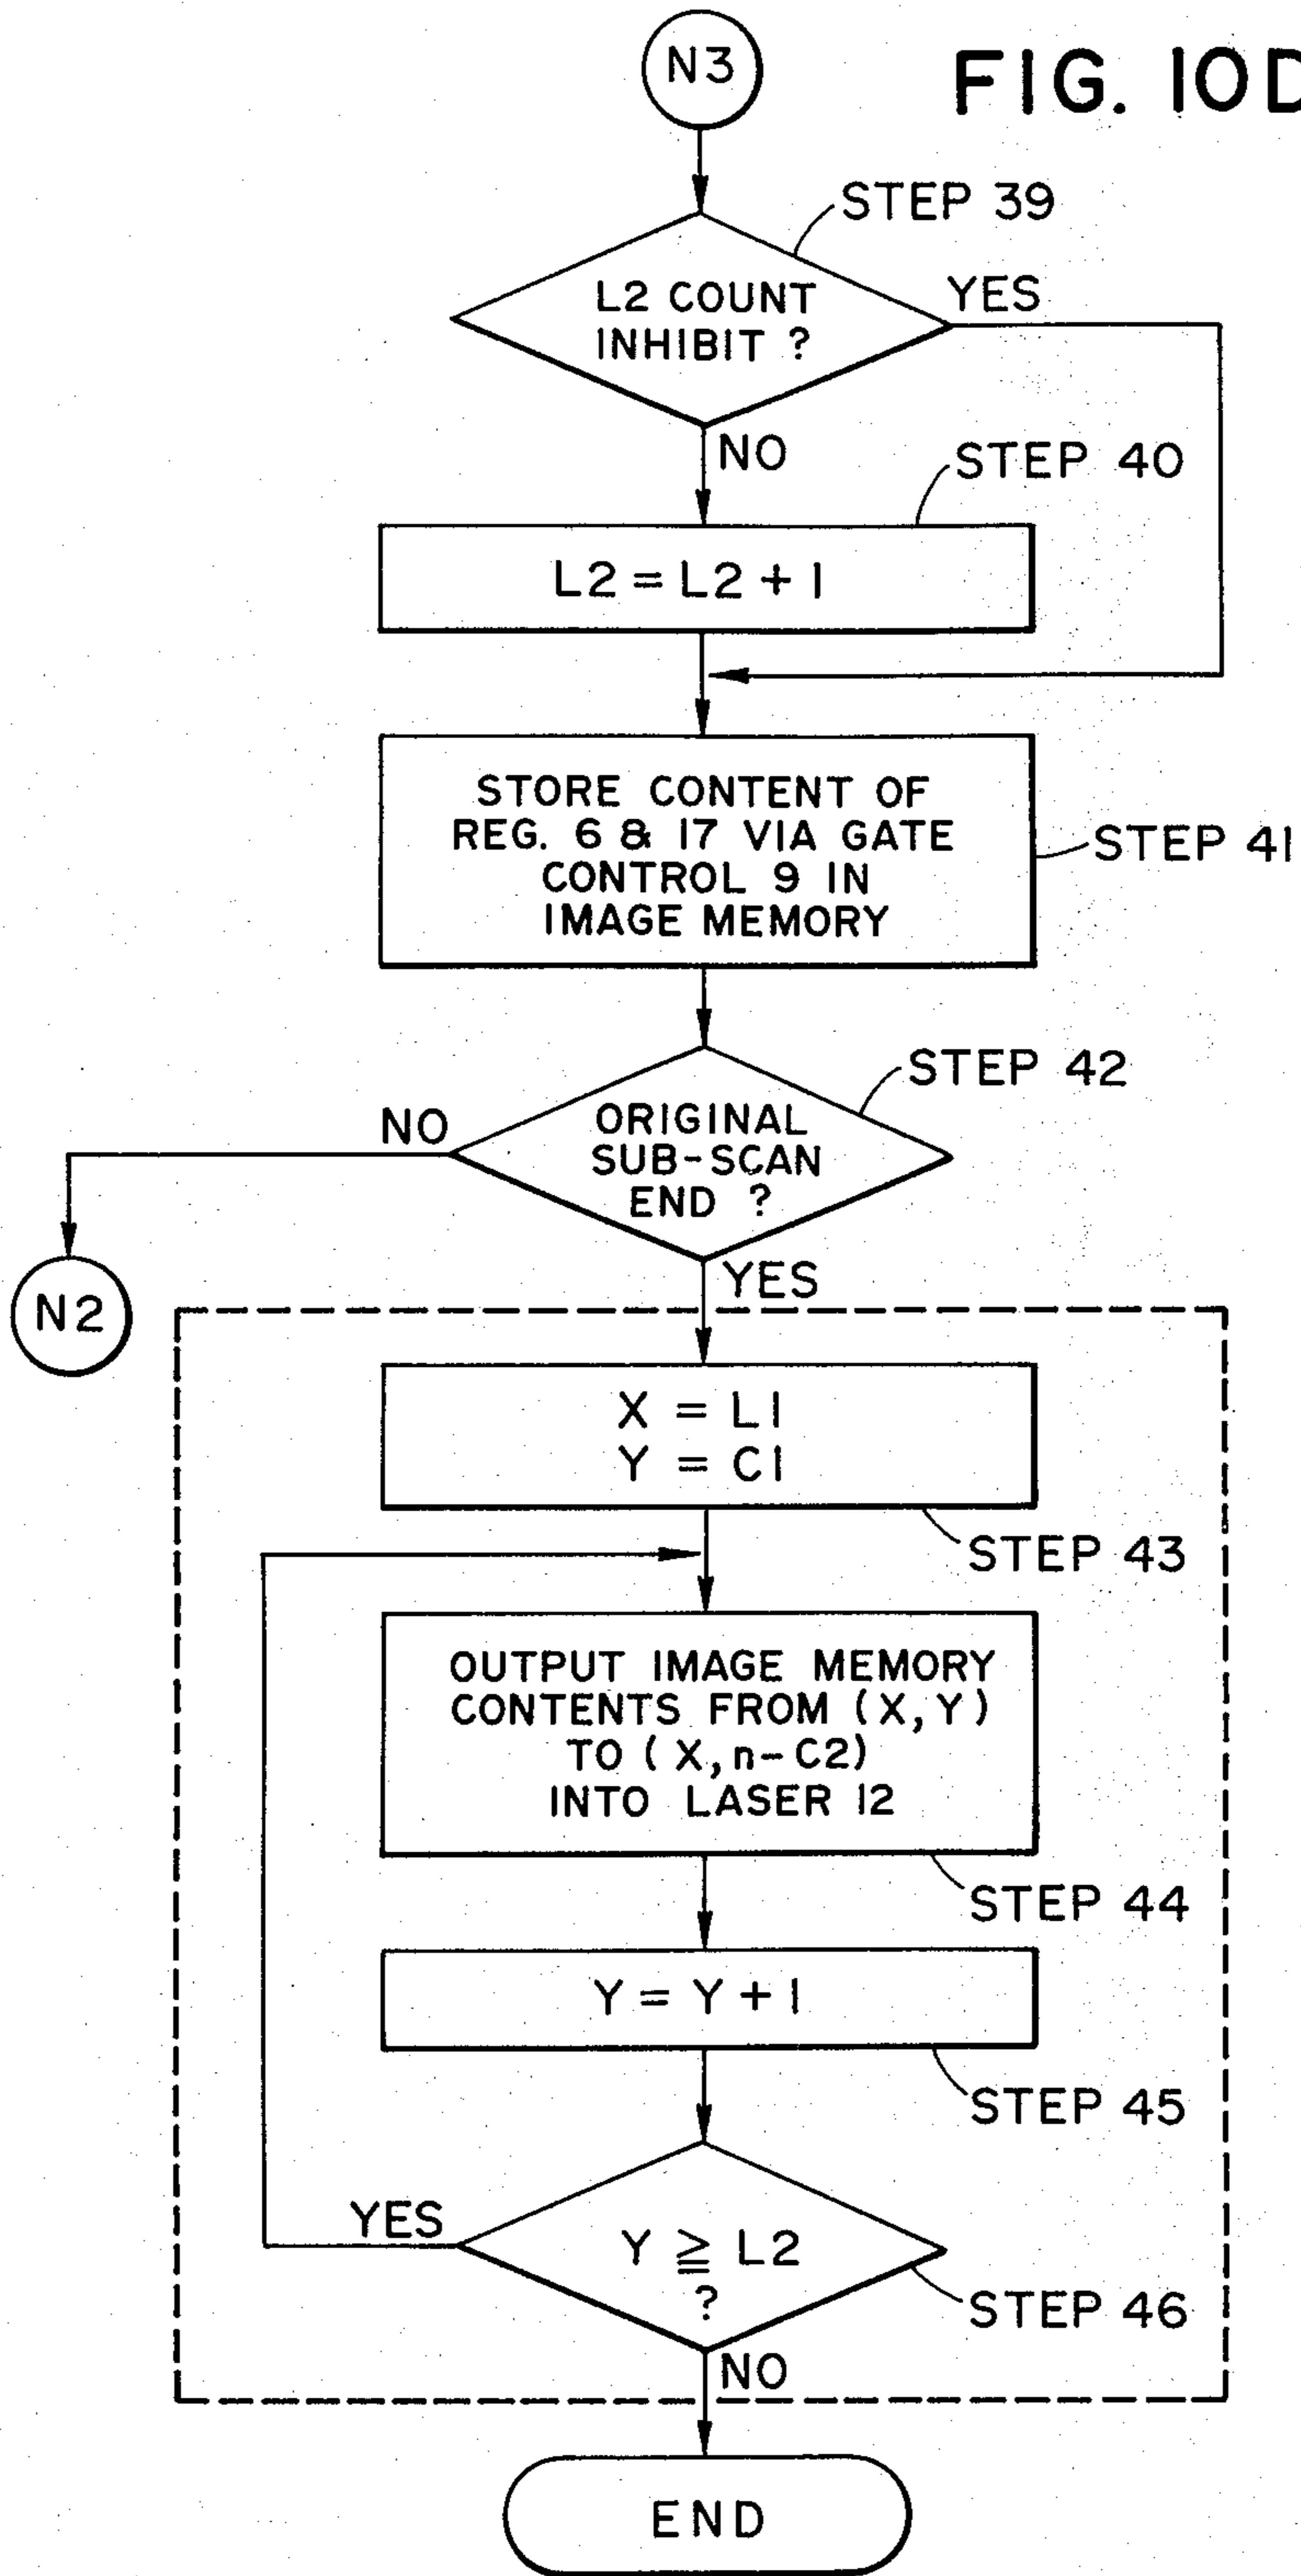 N3
FIG. 10D
STEP 39
L2 COUNT
INHIBIT ?
YES
NO
STEP 40
L2 = L2 + 1
STORE CONTENT OF
REG. 6 & 17 VIA GATE
CONTROL 9 IN
IMAGE MEMORY
STEP 41
STEP 42
NO
ORIGINAL
SUB-SCAN
END ?
N2
YES
X = L1
Y = C1
STEP 43
OUTPUT IMAGE MEMORY
CONTENTS FROM (X,Y)
TO (X,n-C2)
INTO LASER 12
STEP 44
Y = Y + 1
STEP 45
YES
Y ≧ L2
?
STEP 46
NO
END